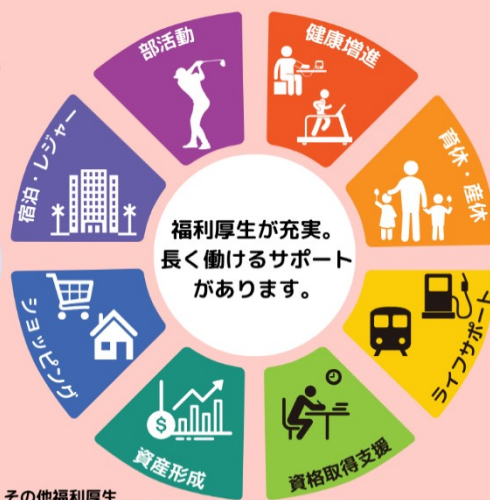 部活動
健康増進
育休・産休
ライフサポート
資格取得支援
資産形成
ショッピング
宿泊・レジャー
福利厚生が充実。
長く働けるサポート
があります。
$
その他福利厚生